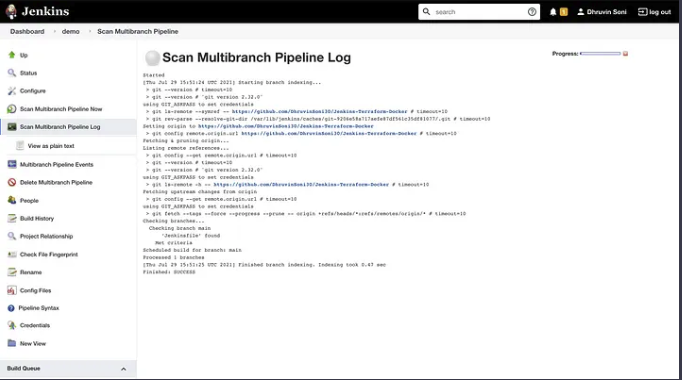 Jenkins
search
1
Dhruvin Soni
log out
Dashboard
demo
Scan Multibranch Pipeline
Up
Status
Configure
Scan Multibranch Pipeline Now
Scan Multibranch Pipeline Log
View as plain text
Multibranch Pipeline Events
Delete Multibranch Pipeline
People
Build History
Project Relationship
Check File Fingerprint
Rename
Config Files
Pipeline Syntax
Credentials
New View
Build Queue
Scan Multibranch Pipeline Log
Progress:
Started
[Thu Jul 29 15:51:24 UTC 2021] Starting branch indexing...
> git --version # timeout=10
> git --version # 'git version 2.32.0'
using GIT_ASKPASS to set credentials
> git ls-remote --symref -- https://github.com/DhruvinSoni30/Jenkins-Terraform-Docker # timeout=10
> git rev-parse --resolve-git-dir # timeout=10
Setting origin to https://github.com/DhruvinSoni30/Jenkins-Terraform-Docker
> git config remote.origin.url https://github.com/DhruvinSoni30/Jenkins-Terraform-Docker # timeout=10
Fetching & pruning origin...
Listing remote references...
> git config --get remote.origin.url # timeout=10
> git --version # timeout=10
> git --version # 'git version 2.32.0'
using GIT_ASKPASS to set credentials
> git ls-remote -h -- https://github.com/DhruvinSoni30/Jenkins-Terraform-Docker # timeout=10
Fetching upstream changes from origin
> git config --get remote.origin.url # timeout=10
using GIT_ASKPASS to set credentials
> git fetch --tags --force --progress --prune -- origin +refs/heads/*:refs/remotes/origin/* # timeout=10
Checking branches...
Checking branch main
'Jenkinsfile' found
Met criteria
Scheduled build for branch: main
Processed 1 branches
[Thu Jul 29 15:51:25 UTC 2021] Finished branch indexing. Indexing took 0.47 sec
Finished: SUCCESS